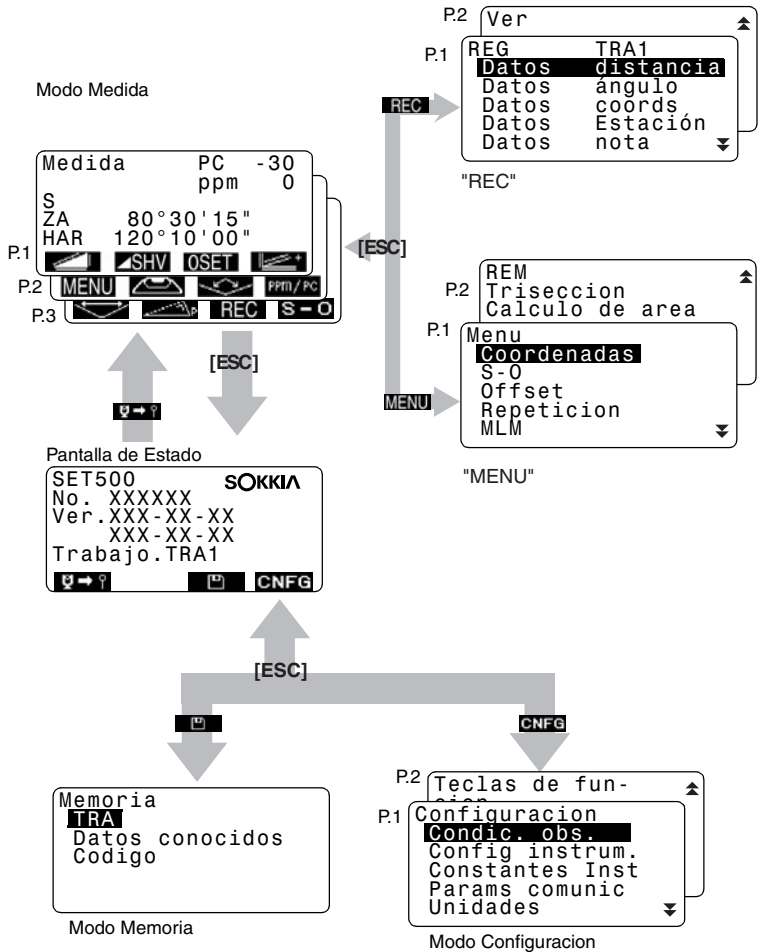 P.2
Ver
P.1
REG TRA1
Datos distancia
Datos ángulo
Datos coords
Datos Estación
Datos nota
"REC"
Modo Medida
REC
Medida PC -30
ppm 0
S
ZA 80°30'15"
HAR 120°10'00"
P.1
SHV 0SET
P.2 MENU PPm/PC
P.3 REC S-O
[ESC]
[ESC]
P.2
REM
Triseccion
Calculo de area
P.1
Menu
Coordenadas
S-O
Offset
Repeticion
MLM
MENU
"MENU"
Pantalla de Estado
SET500 SOKKIA
No. XXXXXX
Ver.XXX-XX-XX
XXX-XX-XX
Trabajo.TRA1
CNFG
[ESC]
CNFG
Memoria
TRA
Datos conocidos
Codigo
Modo Memoria
P.2
Teclas de fun-
cion
P.1
Configuracion
Condic. obs.
Config instrum.
Constantes Inst
Params comunic
Unidades
Modo Configuracion